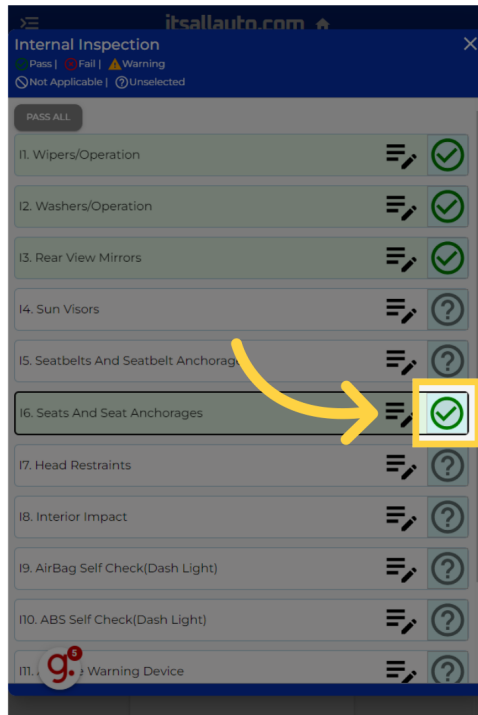 itsallauto.com
Internal Inspection
Pass | Fail | Warning
Not Applicable | Unselected
PASS ALL
I1. Wipers/Operation
I2. Washers/Operation
I3. Rear View Mirrors
I4. Sun Visors
I5. Seatbelts And Seatbelt Anchorag
I6. Seats And Seat Anchorages
I7. Head Restraints
I8. Interior Impact
I9. AirBag Self Check(Dash Light)
I10. ABS Self Check(Dash Light)
I11. Warning Device
g. 5